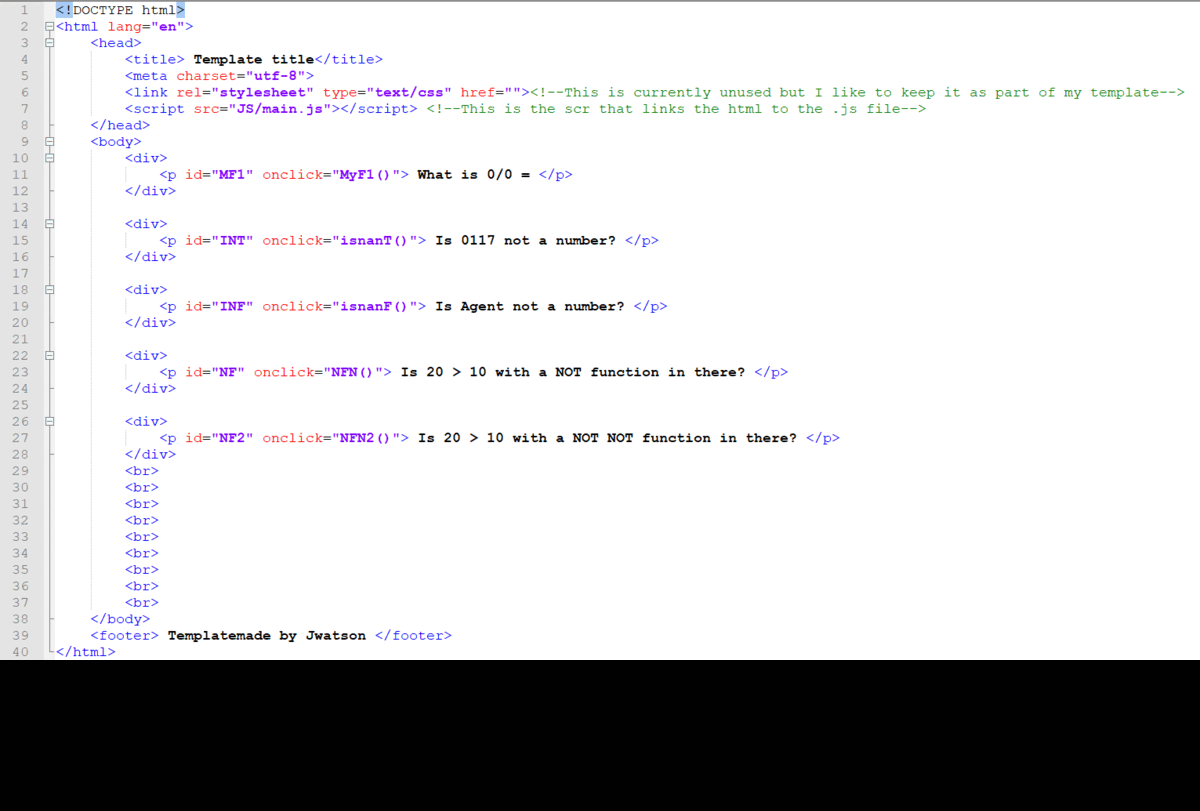 1 <!DOCTYPE html>
2 <html lang="en">
3 <head>
4 <title> Template title</title>
5 <meta charset="utf-8">
6 <link rel="stylesheet" type="text/css" href=""><!--This is currently unused but I like to keep it as part of my template-->
7 <script src="JS/main.js"></script> <!--This is the scr that links the html to the .js file-->
8 </head>
9 <body>
10 <div>
11 <p id="MF1" onclick="MyF1()"> What is 0/0 = </p>
12 </div>
13
14 <div>
15 <p id="INT" onclick="isnanT()"> Is 0117 not a number? </p>
16 </div>
17
18 <div>
19 <p id="INF" onclick="isnanF()"> Is Agent not a number? </p>
20 </div>
21
22 <div>
23 <p id="NF" onclick="NFN()"> Is 20 > 10 with a NOT function in there? </p>
24 </div>
25
26 <div>
27 <p id="NF2" onclick="NFN2()"> Is 20 > 10 with a NOT NOT function in there? </p>
28 </div>
29 <br>
30 <br>
31 <br>
32 <br>
33 <br>
34 <br>
35 <br>
36 <br>
37 <br>
38 </body>
39 <footer> Templatemade by Jwatson </footer>
40 </html>